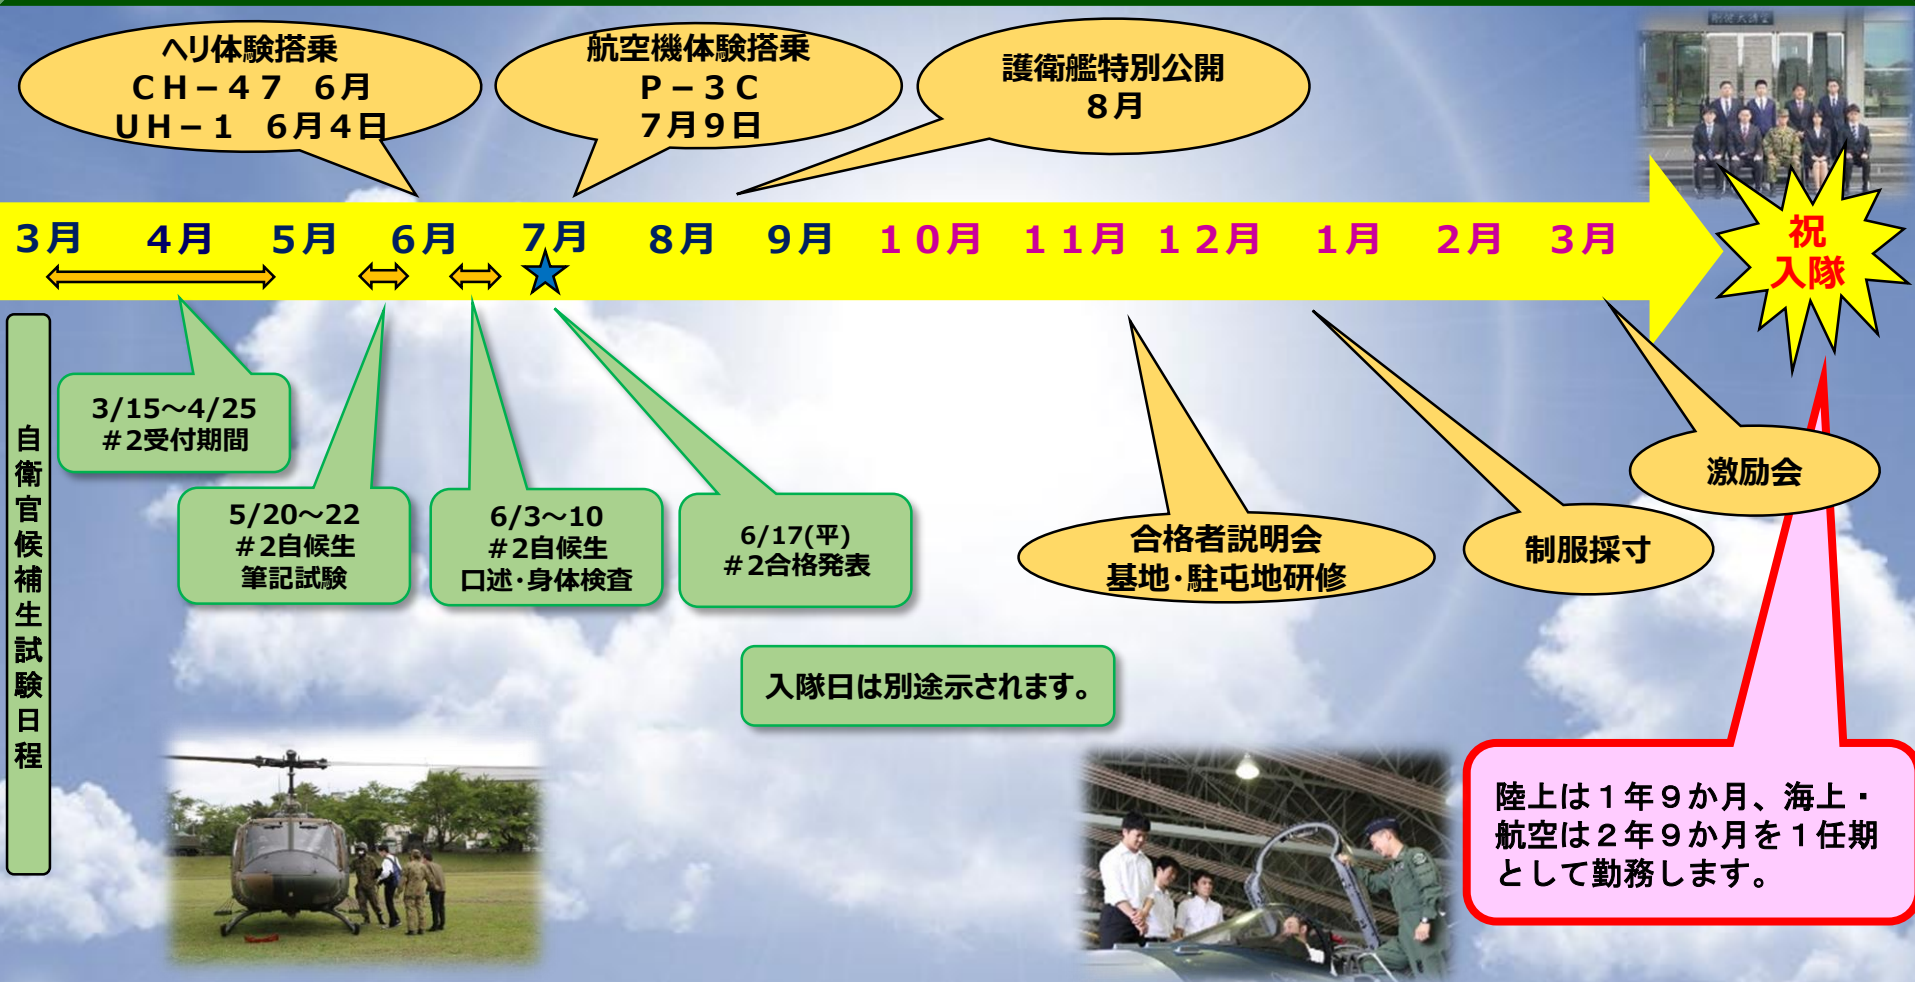 ヘリ体験搭乗
ＣＨ－４７　６月
ＵＨ－１　６月４日
航空機体験搭乗
Ｐ－３Ｃ
７月９日
護衛艦特別公開
８月
３月
４月
５月
６月
７月
８月
９月
１０月
１１月
１２月
１月
２月
３月
祝
入隊
自衛官候補生試験日程
3/15～4/25
＃2受付期間
5/20～22
＃2自候生
筆記試験
6/3～10
＃2自候生
口述・身体検査
6/17(平)
＃2合格発表
合格者説明会
基地・駐屯地研修
制服採寸
激励会
入隊日は別途示されます。
陸上は１年９か月、海上・
航空は２年９か月を１任期
として勤務します。